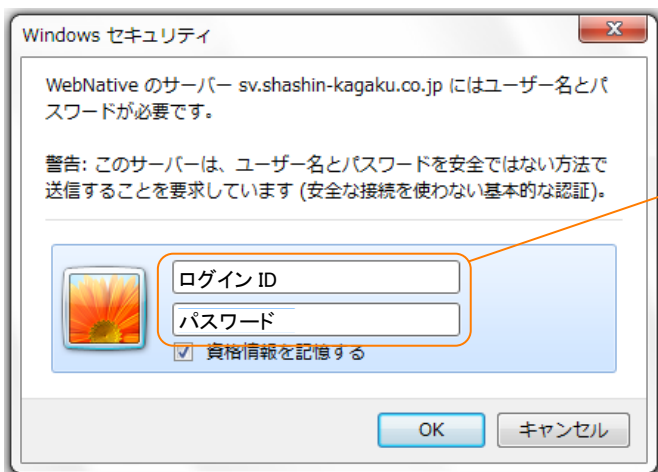 Windows セキュリティ
WebNative のサーバー sv.shashin-kagaku.co.jp にはユーザー名とパ
スワードが必要です。
警告: このサーバーは、ユーザー名とパスワードを安全ではない方法で
送信することを要求しています (安全な接続を使わない基本的な認証)。
ログイン ID
パスワード
資格情報を記憶する
OK
キャンセル